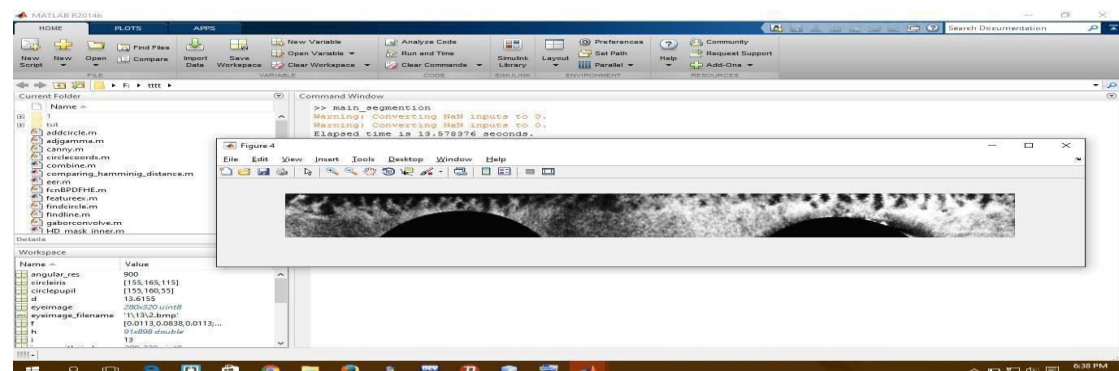 MATLAB R2014b
HOME PLOTS APPS Search Documentation
New Script New Open Find Files Compare Import Data Save Workspace New Variable Open Variable Clear Workspace Analyze Code Run and Time Clear Commands Simulink Library Layout Preferences Set Path Parallel Help Community Request Support Add-Ons
FILE VARIABLE CODE SIMULINK ENVIRONMENT RESOURCES
F: tttt
Current Folder
Name
1
tut
addcircle.m
adjgamma.m
canny.m
circlecoords.m
combine.m
comparing_hamminig_distance.m
eer.m
fcnBPDFHE.m
featureex.m
findcircle.m
findline.m
gaborconvolve.m
HD_mask_inner.m
Details
Workspace
Name Value
angular_res 900
circleiris [155,165,115]
circlepupil [155,160,55]
d 13.6155
eyeimage 280x320 uint8
eyeimage_filename '1\13\2.bmp'
f [0.0113,0.0838,0.0113;...
h 91x898 double
i 13
Command Window
>> main_segmention
Warning: Converting NaN inputs to 0.
Warning: Converting NaN inputs to 0.
Elapsed time is 13.578376 seconds.
Figure 4
File Edit View Insert Tools Desktop Window Help
6:38 PM